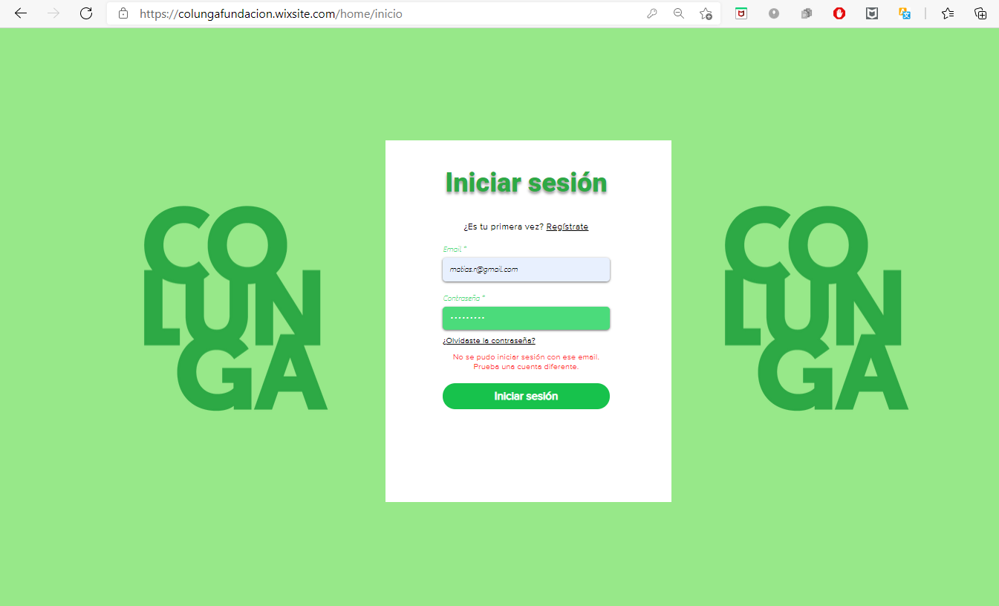 https://colungafundacion.wixsite.com/home/inicio
Iniciar sesión
¿Es tu primera vez? Regístrate
Email *
matias.r@gmail.com
Contraseña *
¿Olvidaste la contraseña?
No se pudo iniciar sesión con ese email.
Prueba una cuenta diferente.
Iniciar sesión
CO
LUN
GA
CO
LUN
GA